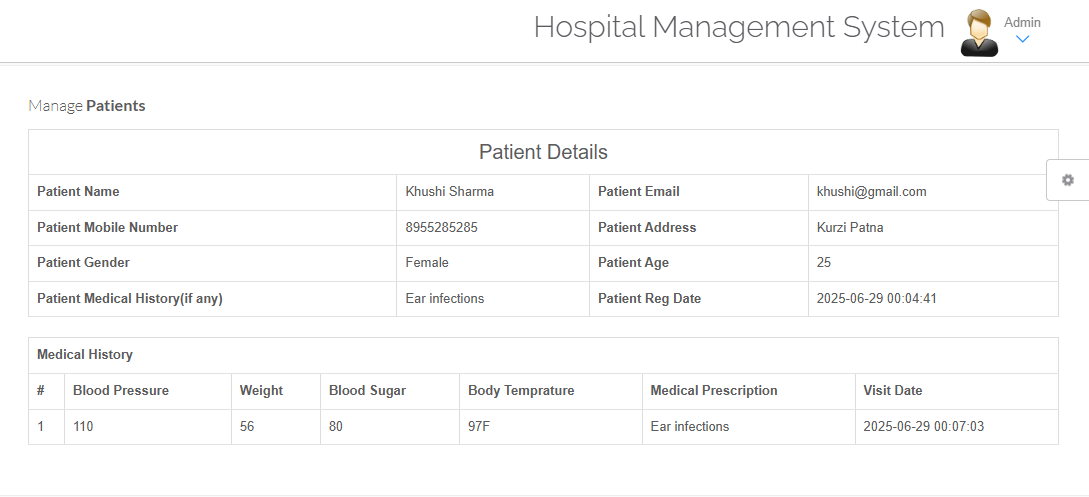 Hospital Management System
Admin
Manage Patients
Patient Details
Patient Name Khushi Sharma Patient Email khushi@gmail.com
Patient Mobile Number 8955285285 Patient Address Kurzi Patna
Patient Gender Female Patient Age 25
Patient Medical History(if any) Ear infections Patient Reg Date 2025-06-29 00:04:41
Medical History
# Blood Pressure Weight Blood Sugar Body Temprature Medical Prescription Visit Date
1 110 56 80 97F Ear infections 2025-06-29 00:07:03